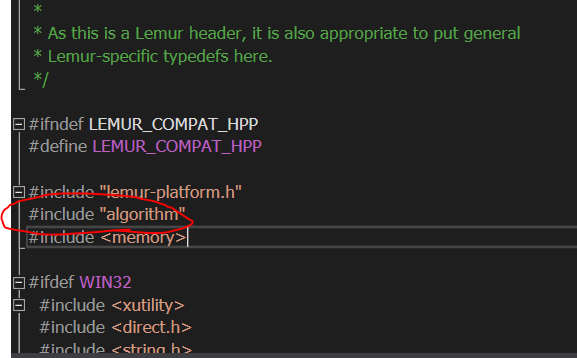 *
* As this is a Lemur header, it is also appropriate to put general
* Lemur-specific typedefs here.
*/
#ifndef LEMUR_COMPAT_HPP
#define LEMUR_COMPAT_HPP
#include "lemur-platform.h"
#include "algorithm"
#include <memory>
#ifdef WIN32
#include <xutility>
#include <direct.h>
#include <string.h>